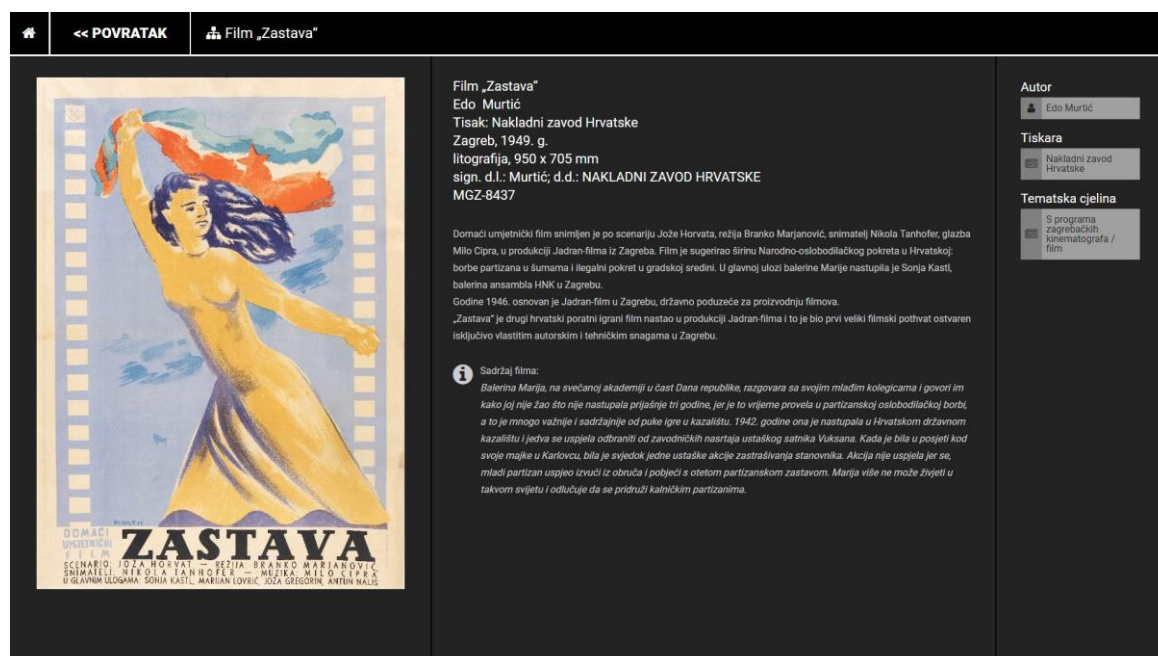 << POVRATAK
Film „Zastava“
DOMAĆI
UMJETNIČKI
FILM
ZASTAVA
SCENARIO: JOŽA HORVAT — REŽIJA: BRANKO MARJANOVIĆ
SNIMATELJ: NIKOLA TANHOFER — MUZIKA: MILO CIPRA
U GLAVNIM ULOGAMA: SONJA KASTL, MARIJAN LOVRIĆ, JOŽA GREGORIN, ANTUN NALIS
Film „Zastava“
Edo Murtić
Tisak: Nakladni zavod Hrvatske
Zagreb, 1949. g.
litografija, 950 x 705 mm
sign. d.l.: Murtić; d.d.: NAKLADNI ZAVOD HRVATSKE
MGZ-8437
Domaći umjetnički film snimljen je po scenariju Jože Horvata, režija Branko Marjanović, snimatelj Nikola Tanhofer, glazba
Milo Cipra, u produkciji Jadran-filma iz Zagreba. Film je sugerirao širinu Narodno-oslobodilačkog pokreta u Hrvatskoj:
borbe partizana u šumama i ilegalni pokret u gradskoj sredini. U glavnoj ulozi balerine Marije nastupila je Sonja Kastl,
balerina ansambla HNK u Zagrebu.
Godine 1946. osnovan je Jadran-film u Zagrebu, državno poduzeće za proizvodnju filmova.
„Zastava“ je drugi hrvatski poratni igrani film nastao u produkciji Jadran-filma i to je bio prvi veliki filmski pothvat ostvaren
isključivo vlastitim autorskim i tehničkim snagama u Zagrebu.
Sadržaj filma:
Balerina Marija, na svečanoj akademiji u čast Dana republike, razgovara sa svojim mlađim kolegicama i govori im
kako joj nije žao što nije nastupala prijašnje tri godine, jer je to vrijeme provela u partizanskoj oslobodilačkoj borbi,
a to je mnogo važnije i sadržajnije od puke igre u kazalištu. 1942. godine ona je nastupala u Hrvatskom državnom
kazalištu i jedva se uspjela odbraniti od zavodničkih nasrtaja ustaškog satnika Vuksana. Kada je bila u posjeti kod
svoje majke u Karlovcu, bila je svjedok jedne ustaške akcije zastrašivanja stanovnika. Akcija nije uspjela jer se,
mladi partizan uspjeo izvući iz obruča i pobjeći s otetom partizanskom zastavom. Marija više ne može živjeti u
takvom svijetu i odlučuje da se pridruži kalničkim partizanima.
Autor
Edo Murtić
Tiskara
Nakladni zavod
Hrvatske
Tematska cjelina
S programa
zagrebačkih
kinematografa /
film